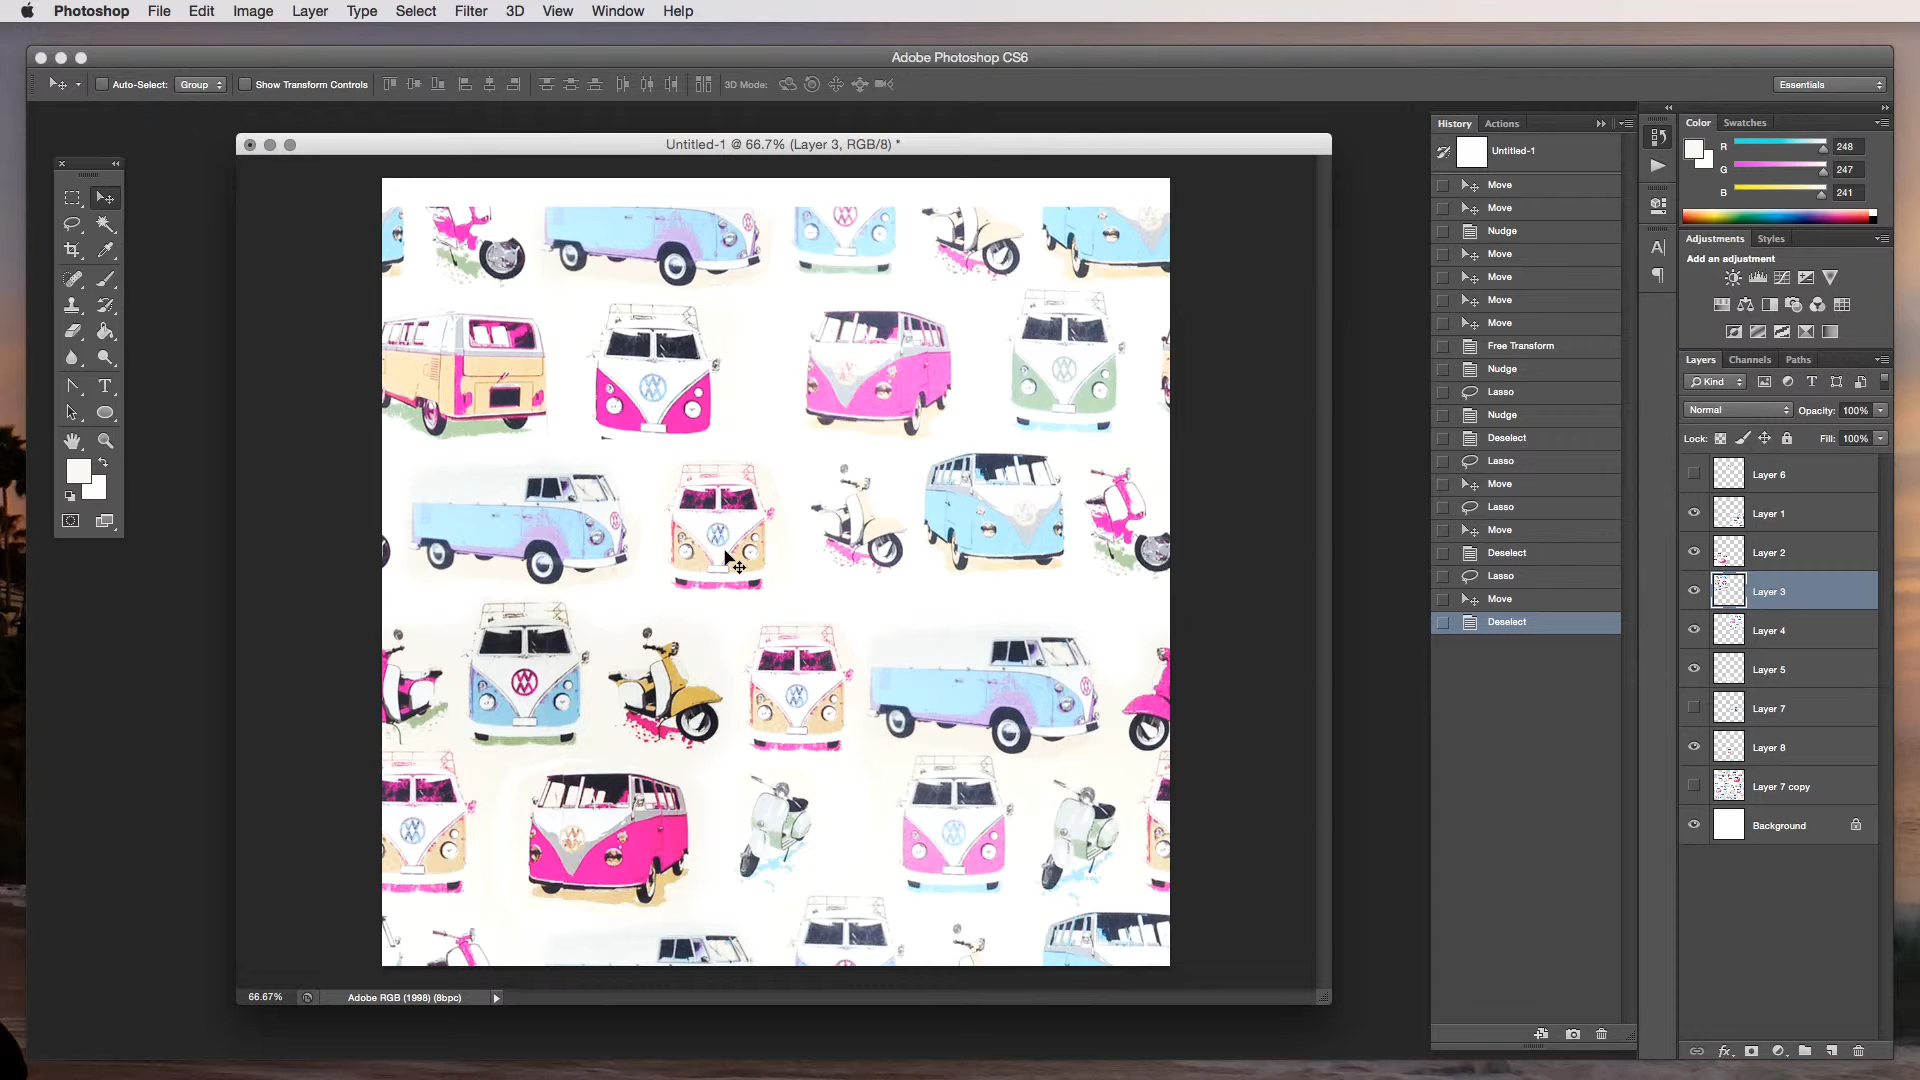 Photoshop File Edit Image Layer Type Select Filter 3D View Window Help
Adobe Photoshop CS6
Auto-Select: Group Show Transform Controls 3D Mode: Essentials
Untitled-1 @ 66.7% (Layer 3, RGB/8) *
History Actions
Untitled-1
Move
Move
Nudge
Move
Move
Move
Move
Free Transform
Nudge
Lasso
Nudge
Deselect
Lasso
Move
Lasso
Move
Deselect
Lasso
Move
Deselect
Color Swatches
R 248
G 247
B 241
Adjustments Styles
Add an adjustment
Layers Channels Paths
Kind
Normal Opacity: 100%
Lock: Fill: 100%
Layer 6
Layer 1
Layer 2
Layer 3
Layer 4
Layer 5
Layer 7
Layer 8
Layer 7 copy
Background
66.67% Adobe RGB (1998) (8bpc)